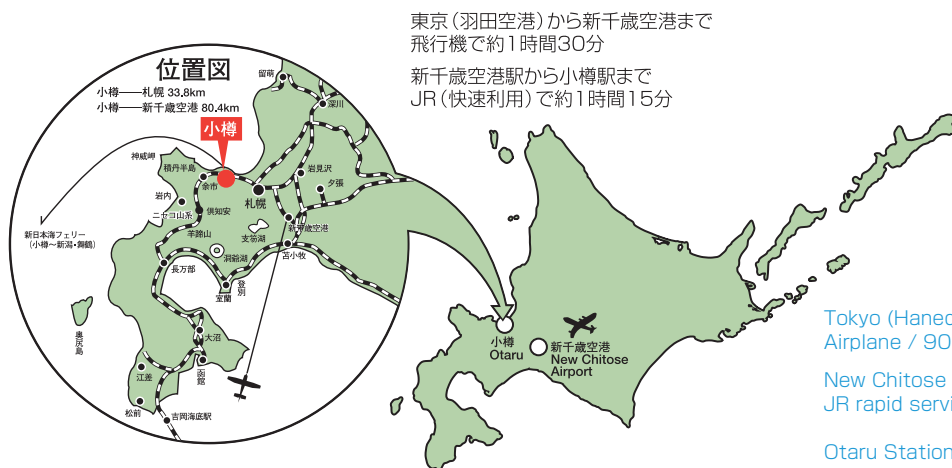 東京（羽田空港）から新千歳空港まで
飛行機で約1時間30分
新千歳空港駅から小樽駅まで
JR（快速利用）で約1時間15分
位置図
小樽──札幌 33.8km
小樽──新千歳空港 80.4km
小樽
留萌
深川
神威岬
積丹半島
余市
岩見沢
夕張
岩内
札幌
ニセコ山系
倶知安
新千歳空港
新日本海フェリー
（小樽〜新潟・舞鶴）
羊蹄山
支笏湖
洞爺湖
苫小牧
長万部
登別
室蘭
奥尻島
大沼
函館
江差
松前
吉岡海底駅
小樽
Otaru
新千歳空港
New Chitose
Airport
Tokyo (Haned
Airplane / 90
New Chitose
JR rapid servi
Otaru Station